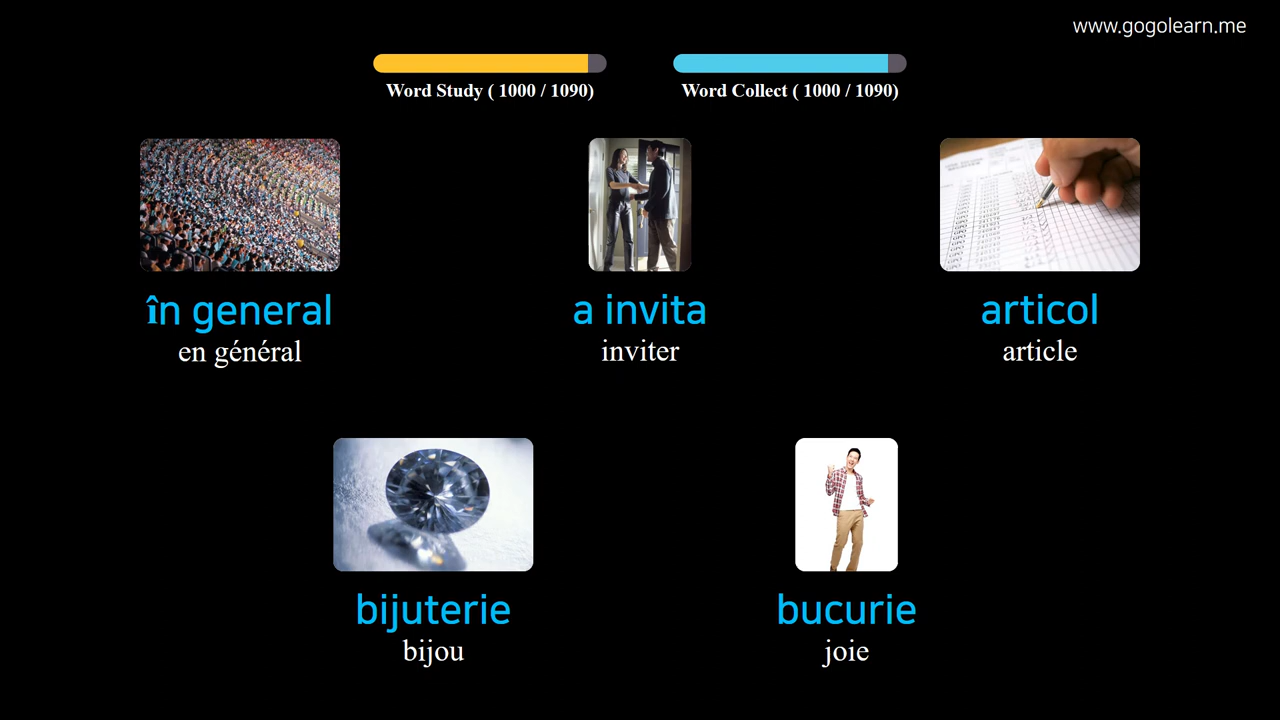 www.gogolearn.me
Word Study ( 1000 / 1090)
Word Collect ( 1000 / 1090)
în general
en général
a invita
inviter
articol
article
bijuterie
bijou
bucurie
joie